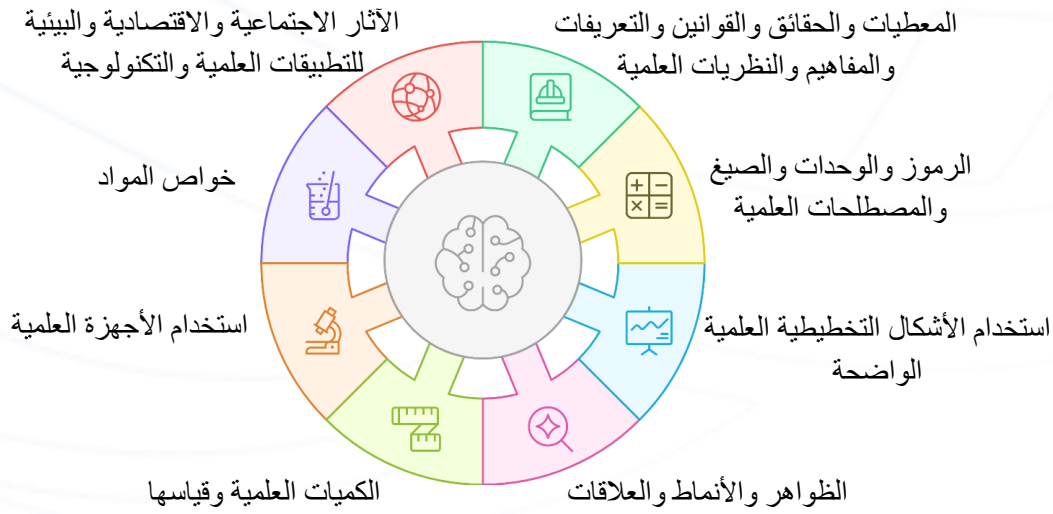 المعطيات والحقائق والقوانين والتعريفات
والمفاهيم والنظريات العلمية
الرموز والوحدات والصيغ
والمصطلحات العلمية
استخدام الأشكال التخطيطية العلمية
الواضحة
الظواهر والأنماط والعلاقات
الكميات العلمية وقياسها
استخدام الأجهزة العلمية
خواص المواد
الآثار الاجتماعية والاقتصادية والبيئية
للتطبيقات العلمية والتكنولوجية